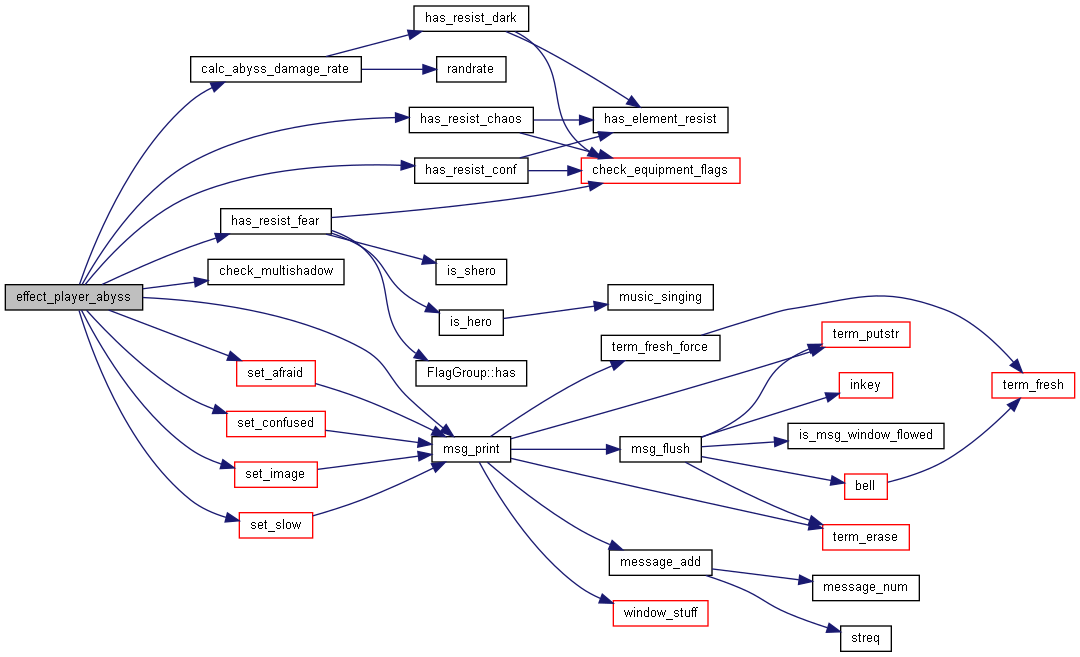 has_resist_dark
calc_abyss_damage_rate
randrate
has_resist_chaos
has_element_resist
has_resist_conf
check_equipment_flags
has_resist_fear
check_multishadow
is_shero
effect_player_abyss
music_singing
is_hero
term_putstr
term_fresh_force
set_afraid
FlagGroup::has
inkey
term_fresh
set_confused
is_msg_window_flowed
msg_print
msg_flush
set_image
bell
set_slow
term_erase
message_add
message_num
window_stuff
streq